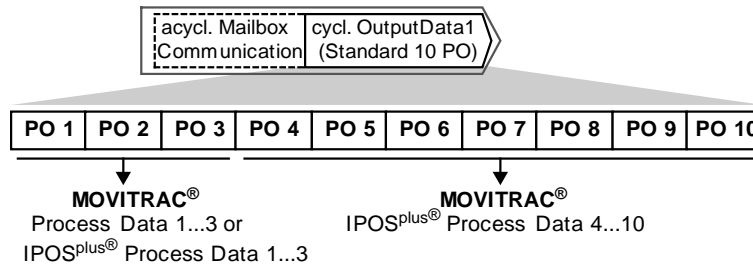 acycl. Mailbox cycl. OutputData1
Communication (Standard 10 PO)
PO 1 PO 2 PO 3 PO 4 PO 5 PO 6 PO 7 PO 8 PO 9 PO 10
MOVITRAC® MOVITRAC®
Process Data 1...3 or IPOSplus® Process Data 4...10
IPOSplus® Process Data 1...3